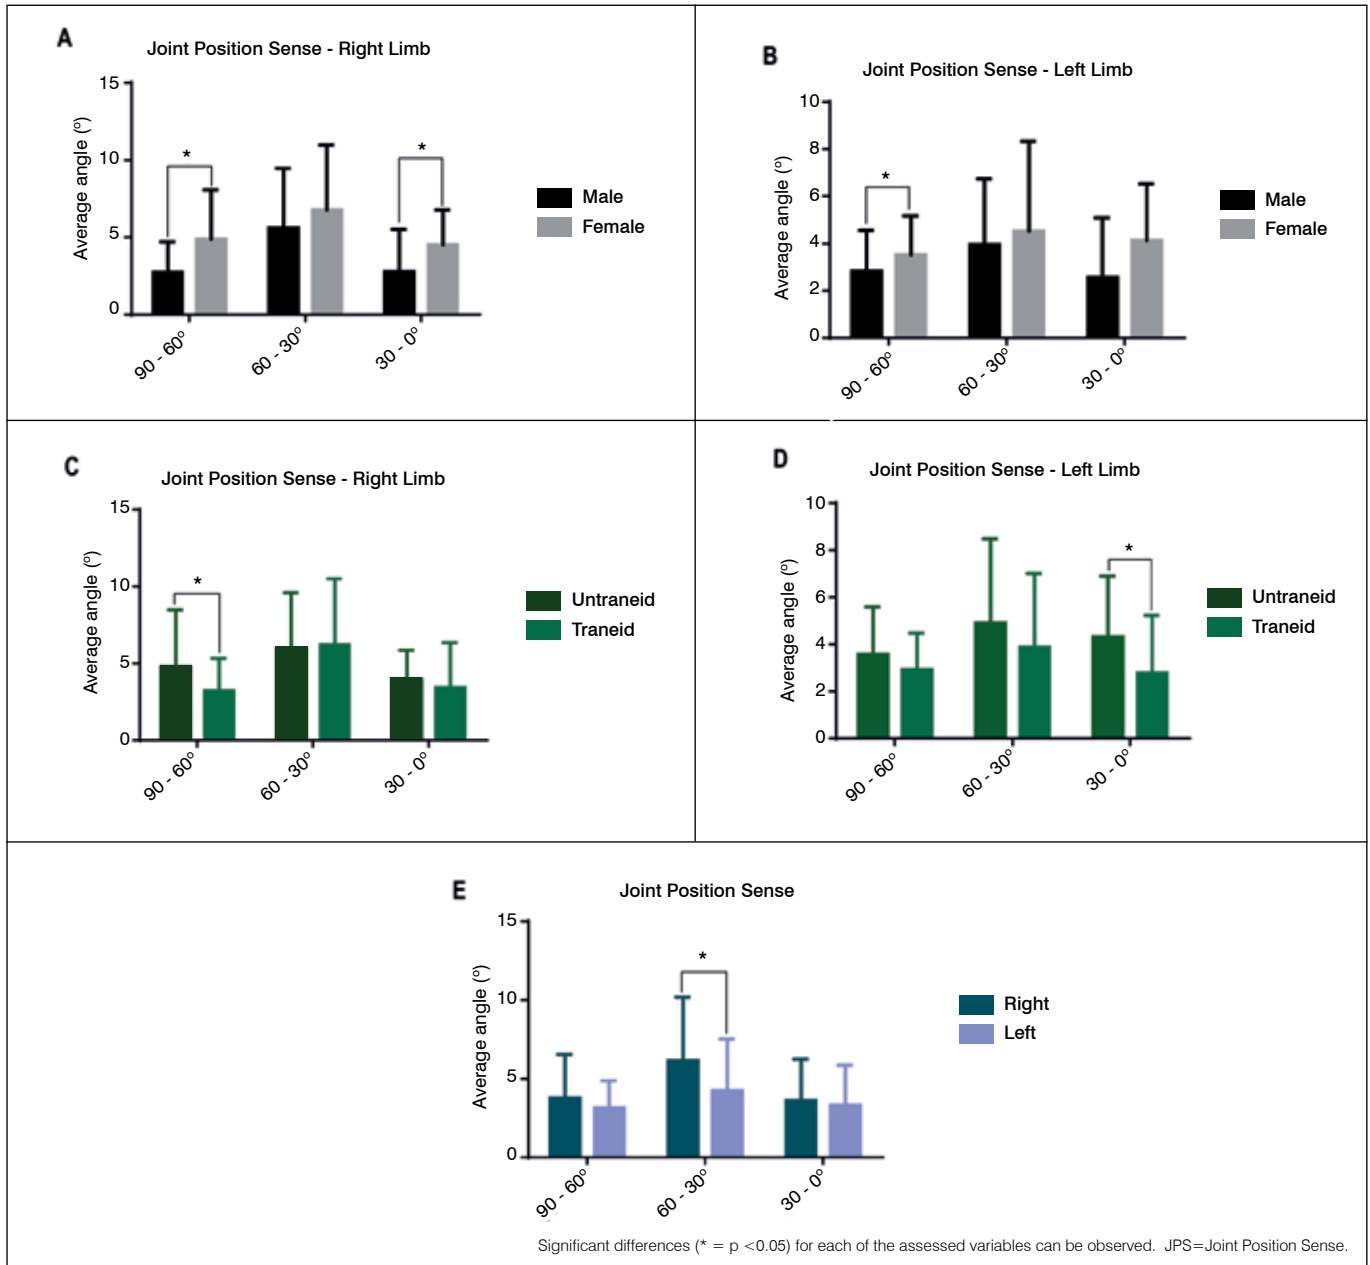 A
Joint Position Sense - Right Limb
Average angle (º)
15
10
5
0
90 - 60º
60 - 30º
30 - 0º
*
*
Male
Female
B
Joint Position Sense - Left Limb
Average angle (º)
10
8
6
4
2
0
90 - 60º
60 - 30º
30 - 0º
*
Male
Female
C
Joint Position Sense - Right Limb
Average angle (º)
15
10
5
0
90 - 60º
60 - 30º
30 - 0º
*
Untraneid
Traneid
D
Joint Position Sense - Left Limb
Average angle (º)
10
8
6
4
2
0
90 - 60º
60 - 30º
30 - 0º
*
Untraneid
Traneid
E
Joint Position Sense
Average angle (º)
15
10
5
0
90 - 60º
60 - 30º
30 - 0º
*
Right
Left
Significant differences (* = p <0.05) for each of the assessed variables can be observed. JPS=Joint Position Sense.